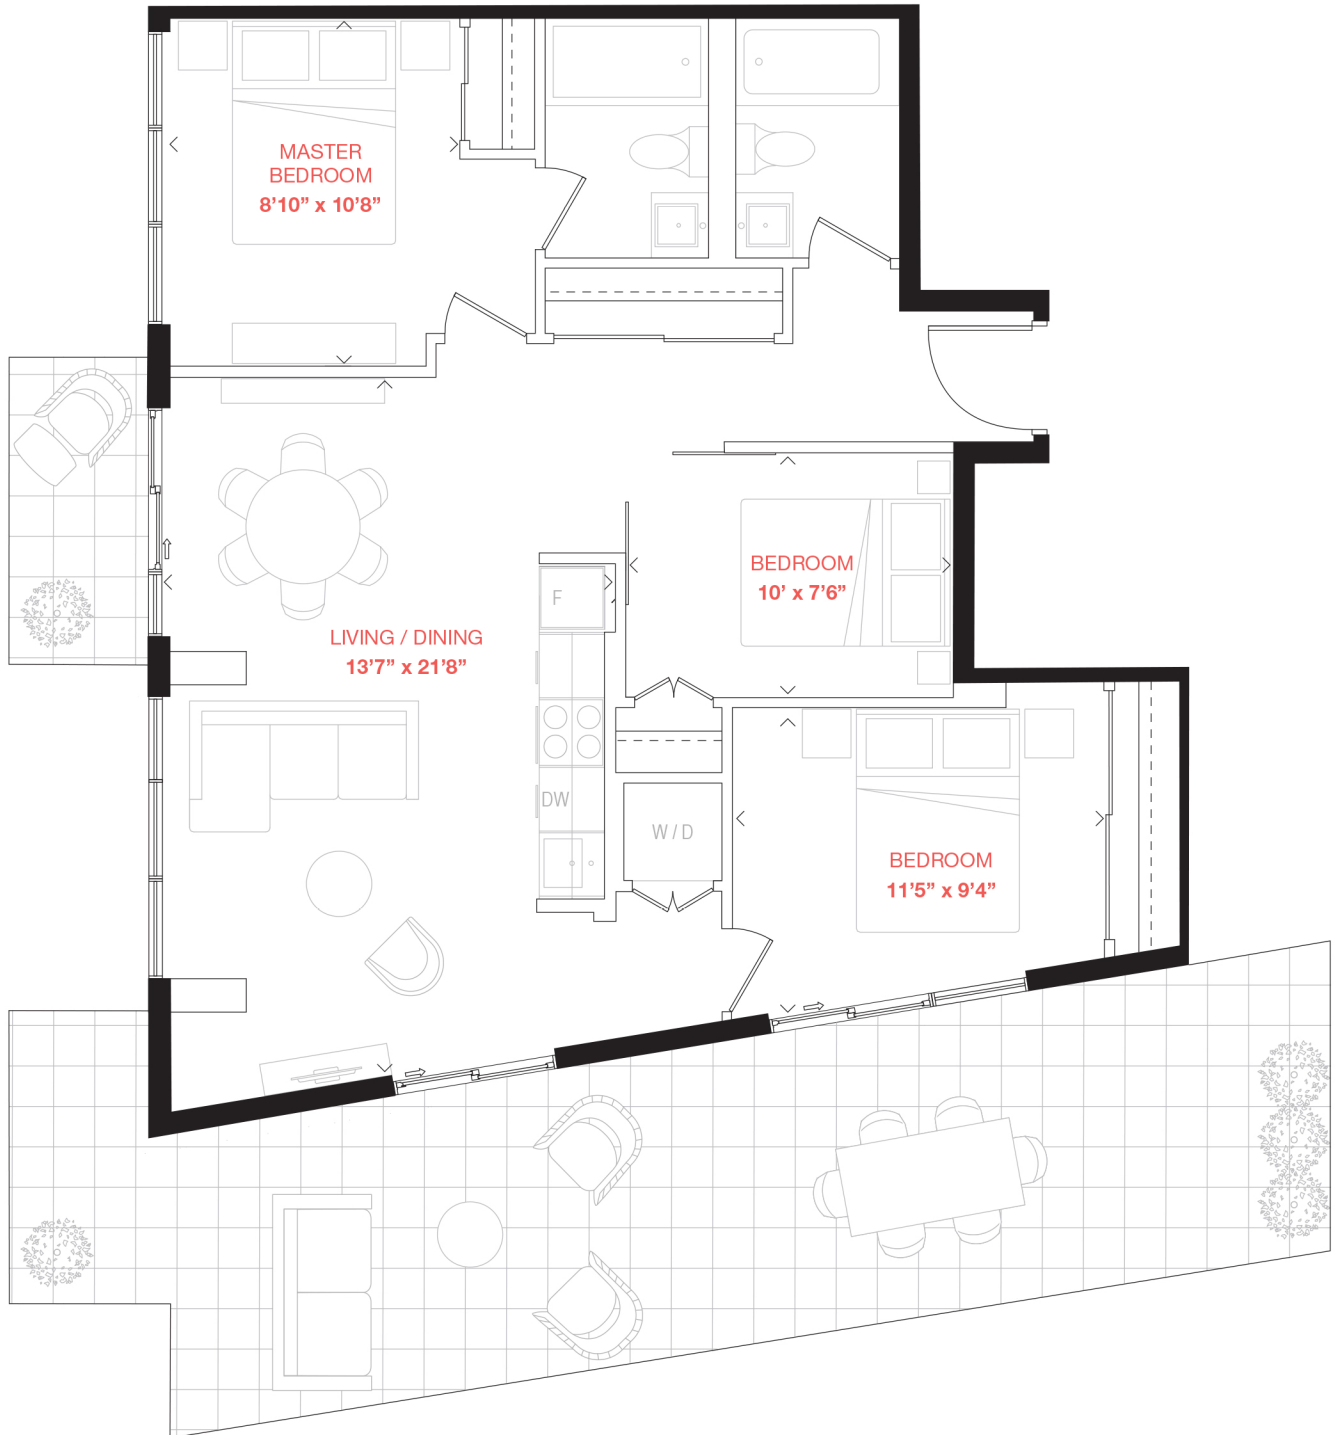 MASTER
BEDROOM
8’10” x 10’8”
BEDROOM
10’ x 7’6”
F
LIVING / DINING
13’7” x 21’8”
DW
W / D
BEDROOM
11’5” x 9’4”